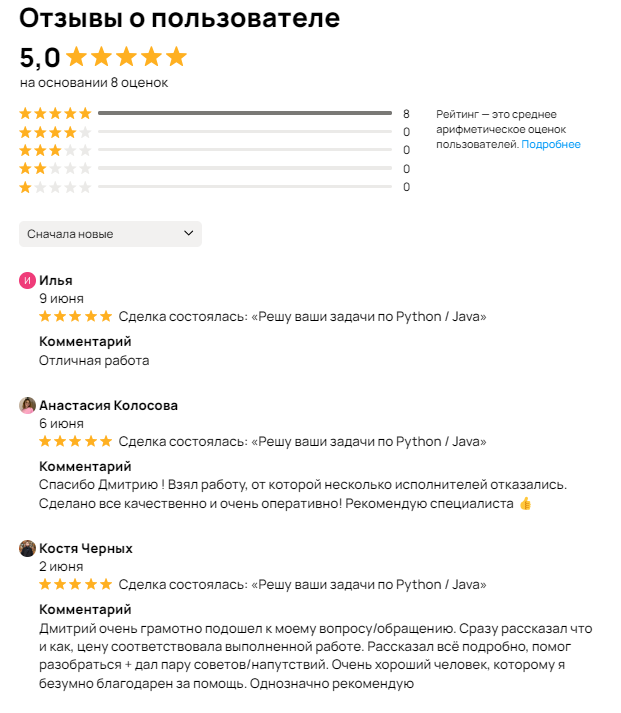 Отзывы о пользователе
5,0
на основании 8 оценок
8
0
0
0
0
Рейтинг — это среднее
арифметическое оценок
пользователей. Подробнее
Сначала новые
И Илья
9 июня
Сделка состоялась: «Решу ваши задачи по Python / Java»
Комментарий
Отличная работа
Анастасия Колосова
6 июня
Сделка состоялась: «Решу ваши задачи по Python / Java»
Комментарий
Спасибо Дмитрию ! Взял работу, от которой несколько исполнителей отказались.
Сделано все качественно и очень оперативно! Рекомендую специалиста 👍
Костя Черных
2 июня
Сделка состоялась: «Решу ваши задачи по Python / Java»
Комментарий
Дмитрий очень грамотно подошел к моему вопросу/обращению. Сразу рассказал что
и как, цену соответствовала выполненной работе. Рассказал всё подробно, помог
разобраться + дал пару советов/напутствий. Очень хороший человек, которому я
безумно благодарен за помощь. Однозначно рекомендую